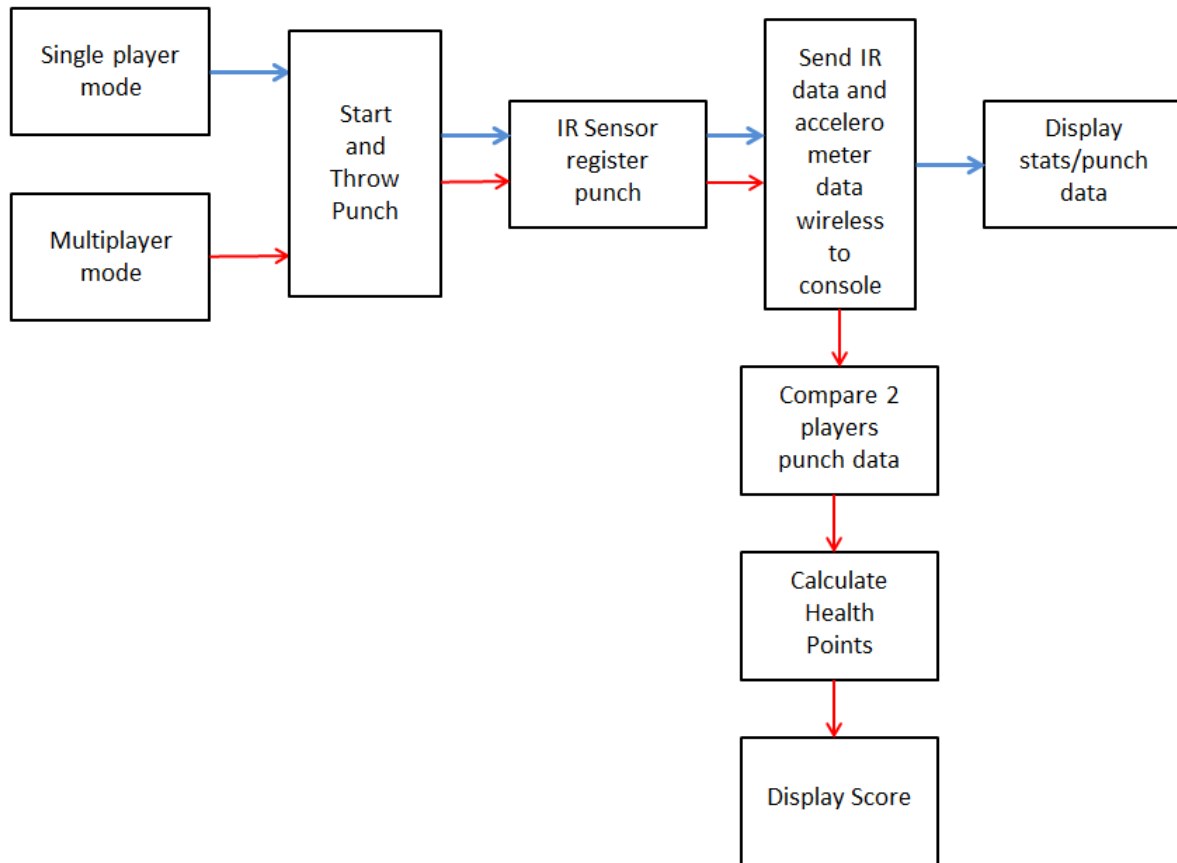 Single player
mode
Multiplayer
mode
Start
and
Throw
Punch
IR Sensor
register
punch
Send IR
data and
accelero
meter
data
wireless
to
console
Display
stats/punch
data
Compare 2
players
punch data
Calculate
Health
Points
Display Score